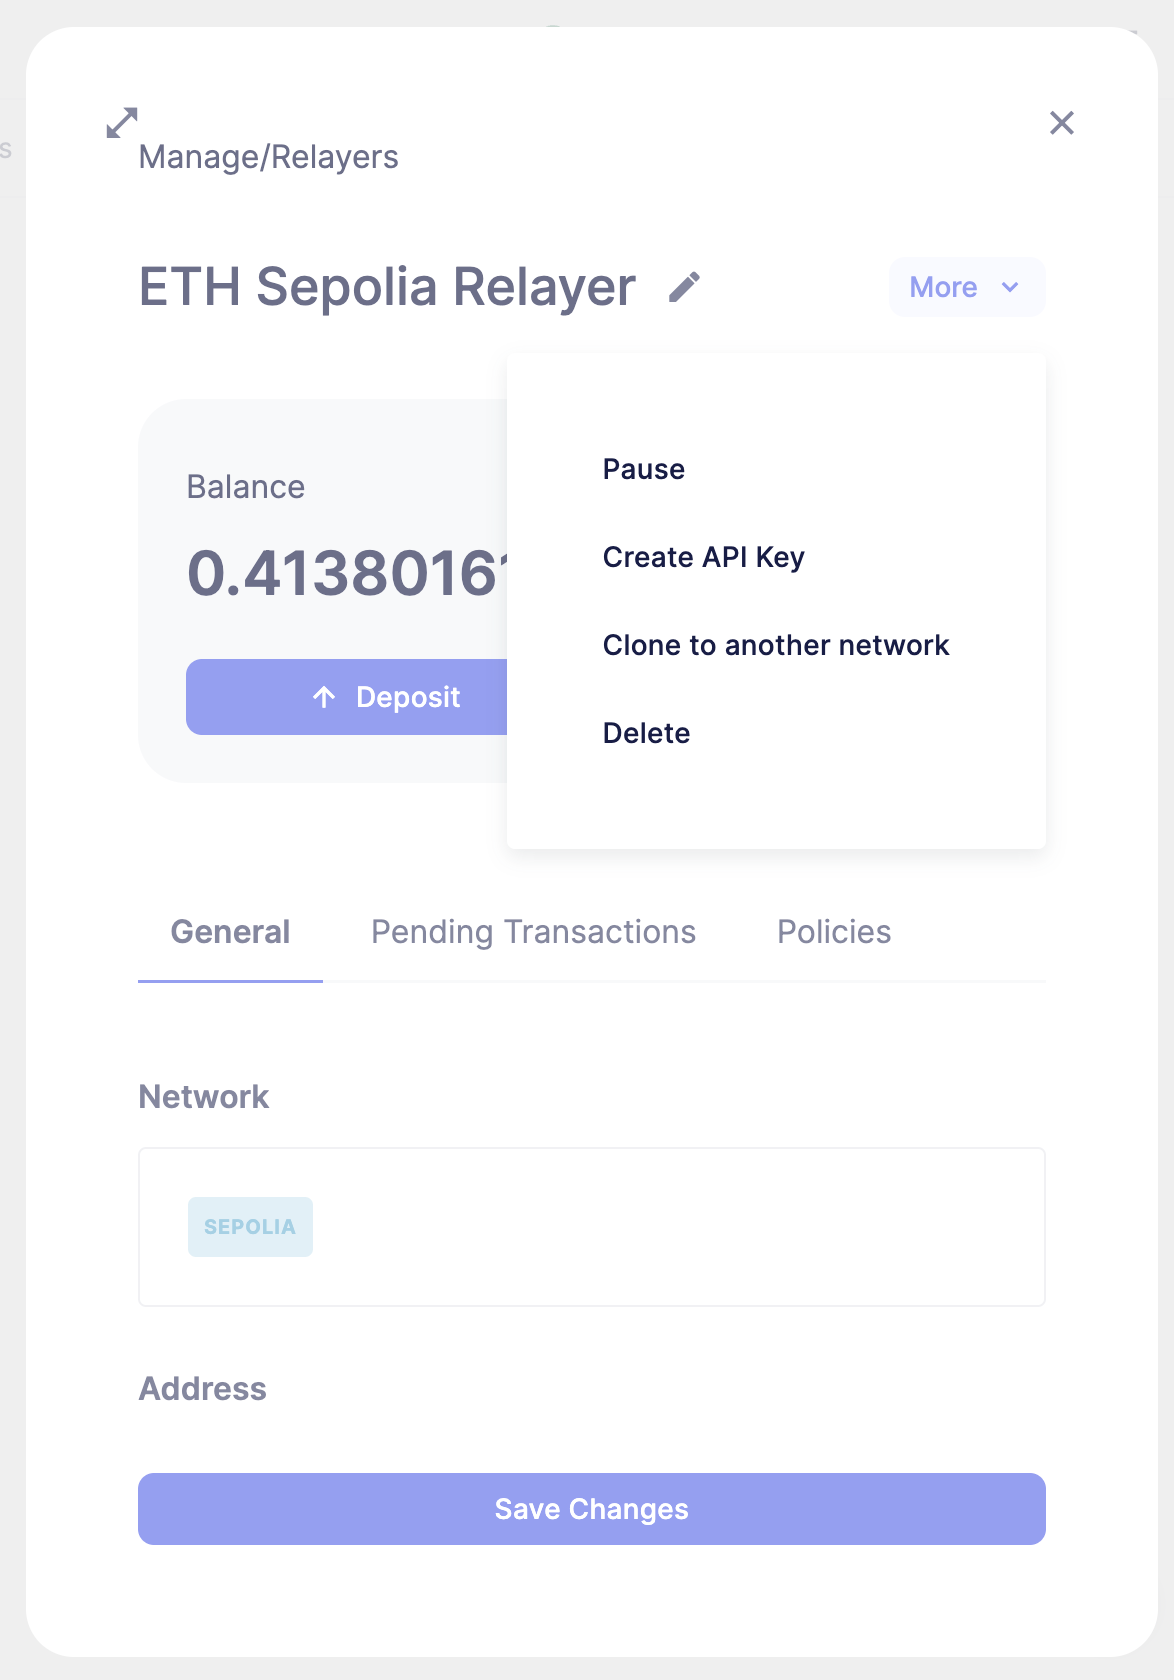 Manage/Relayers
ETH Sepolia Relayer
More
Pause
Create API Key
Clone to another network
Delete
Balance
0.4138016
Deposit
General Pending Transactions Policies
Network
SEPOLIA
Address
Save Changes